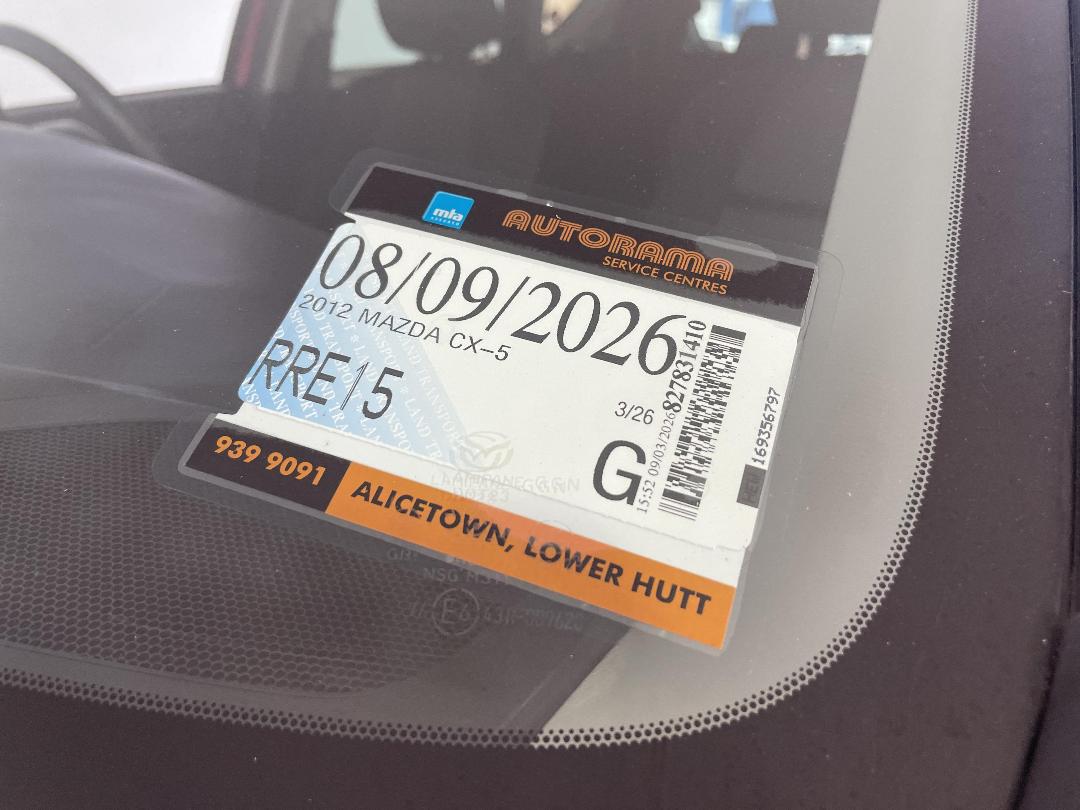 mta
ASSURED
AUTORAMA
SERVICE CENTRES
08/09/2026
2012 MAZDA CX-5
RRE15
3/26
G
15:52 09/03/2026
827831410
169356797
939 9091
ALICETOWN, LOWER HUTT